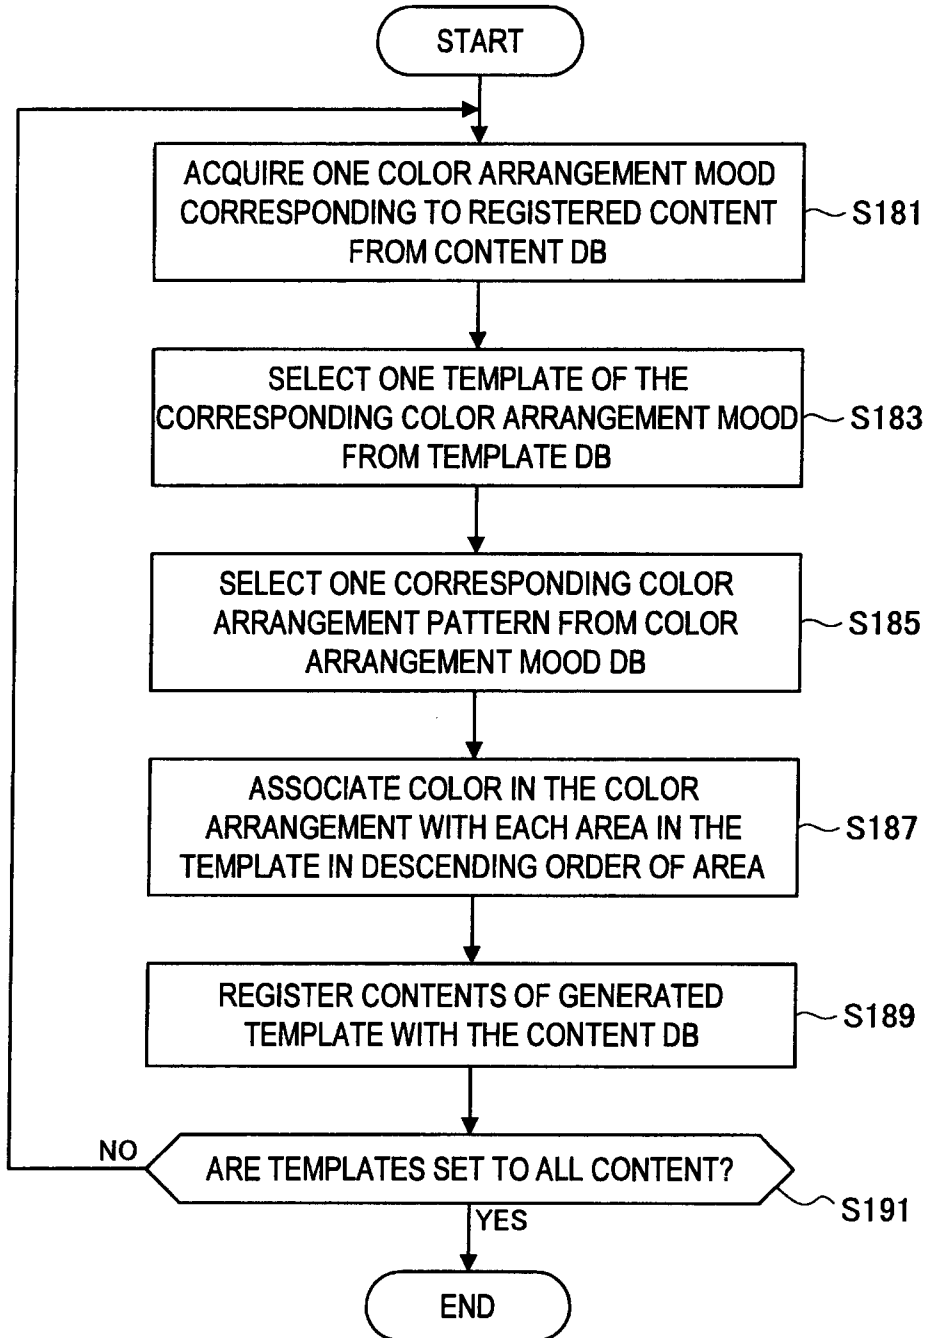 START
ACQUIRE ONE COLOR ARRANGEMENT MOOD
CORRESPONDING TO REGISTERED CONTENT
FROM CONTENT DB
S181
SELECT ONE TEMPLATE OF THE
CORRESPONDING COLOR ARRANGEMENT MOOD
FROM TEMPLATE DB
S183
SELECT ONE CORRESPONDING COLOR
ARRANGEMENT PATTERN FROM COLOR
ARRANGEMENT MOOD DB
S185
ASSOCIATE COLOR IN THE COLOR
ARRANGEMENT WITH EACH AREA IN THE
TEMPLATE IN DESCENDING ORDER OF AREA
S187
REGISTER CONTENTS OF GENERATED
TEMPLATE WITH THE CONTENT DB
S189
NO
ARE TEMPLATES SET TO ALL CONTENT?
S191
YES
END